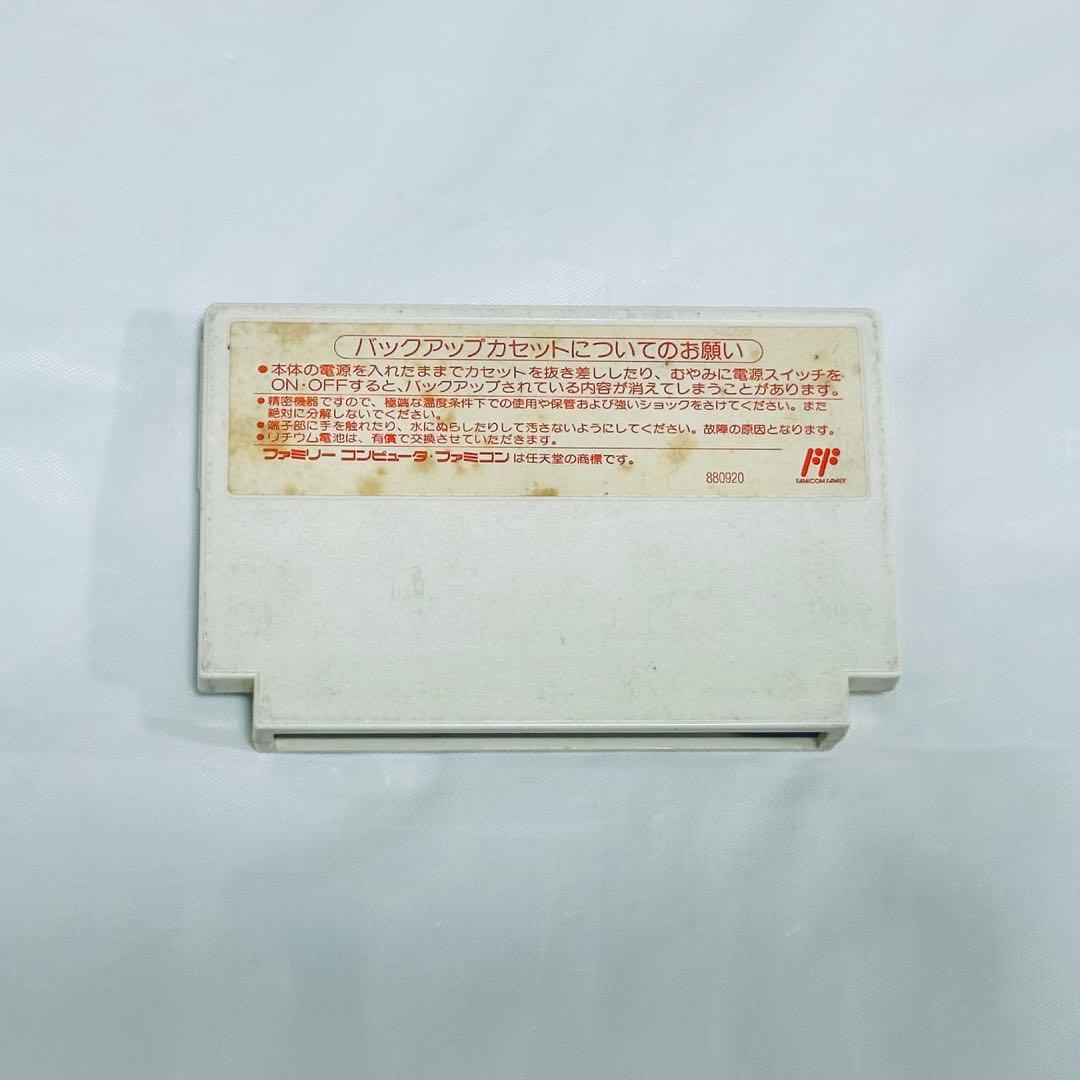 バックアップカセットについてのお願い
●本体の電源を入れたままでカセットを抜き差ししたり、むやみに電源スイッチを
ON・OFFすると、バックアップされている内容が消えてしまうことがあります。
●精密機器ですので、極端な温度条件下での使用や保管および強いショックをさけてください。また
絶対に分解しないでください。
●端子部に手を触れたり、水にぬらしたりして汚さないようにしてください。故障の原因となります。
●リチウム電池は、有償で交換させていただきます。
ファミリー コンピュータ・ファミコンは任天堂の商標です。
880920
FF
FAMICOM FAMILY